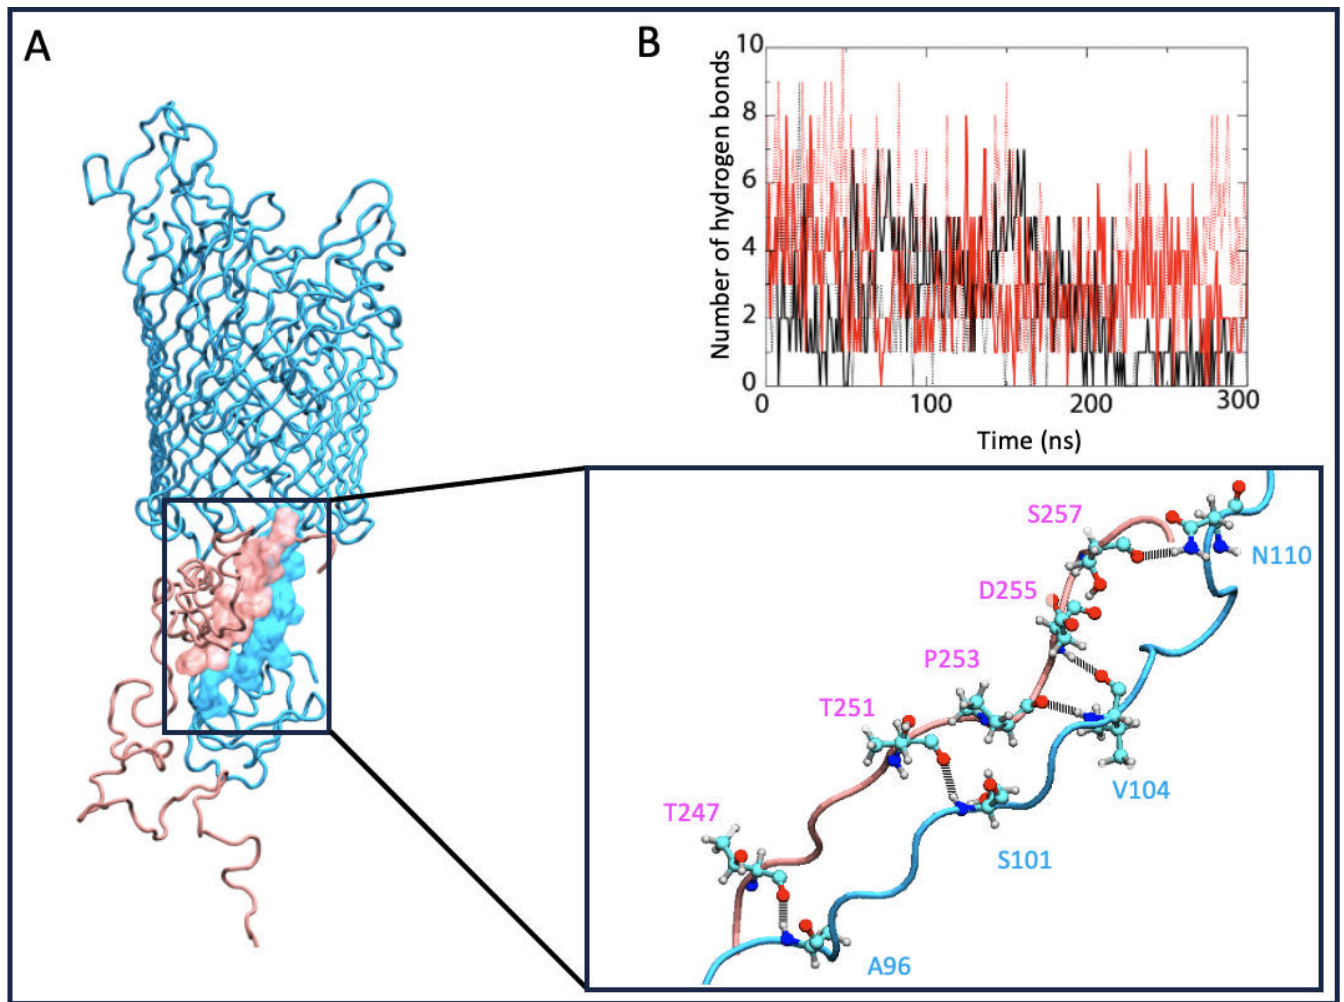 A
B
10
8
6
4
2
0
Number of hydrogen bonds
0 100 200 300
Time (ns)
S257
N110
D255
P253
T251
V104
T247
S101
A96